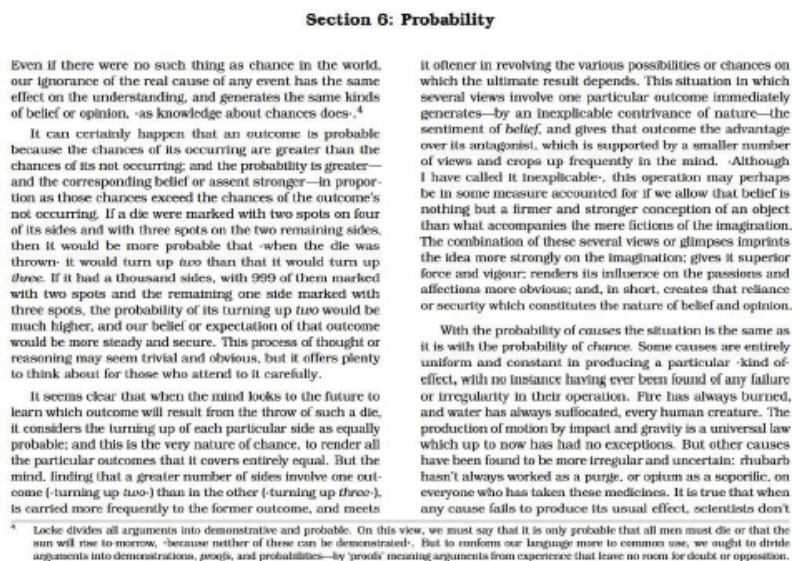 Section 6: Probability
Even if there were no such thing as chance in the world,
our ignorance of the real cause of any event has the same
effect on the understanding, and generates the same kinds
of belief or opinion, ·as knowledge about chances does·.⁴
It can certainly happen that an outcome is probable
because the chances of its occurring are greater than the
chances of its not occurring; and the probability is greater—
and the corresponding belief or assent stronger—in propor-
tion as those chances exceed the chances of the outcome's
not occurring. If a die were marked with two spots on four
of its sides and with three spots on the two remaining sides,
then it would be more probable that ·when the die was
thrown· it would turn up two than that it would turn up
three. If it had a thousand sides, with 999 of them marked
with two spots and the remaining one side marked with
three spots, the probability of its turning up two would be
much higher, and our belief or expectation of that outcome
would be more steady and secure. This process of thought or
reasoning may seem trivial and obvious, but it offers plenty
to think about for those who attend to it carefully.
It seems clear that when the mind looks to the future to
learn which outcome will result from the throw of such a die,
it considers the turning up of each particular side as equally
probable; and this is the very nature of chance, to render all
the particular outcomes that it covers entirely equal. But the
mind, finding that a greater number of sides involve one out-
come (·turning up two·) than in the other (·turning up three·),
is carried more frequently to the former outcome, and meets
it oftener in revolving the various possibilities or chances on
which the ultimate result depends. This situation in which
several views involve one particular outcome immediately
generates—by an inexplicable contrivance of nature—the
sentiment of belief, and gives that outcome the advantage
over its antagonist, which is supported by a smaller number
of views and crops up frequently in the mind. ·Although
I have called it inexplicable·, this operation may perhaps
be in some measure accounted for if we allow that belief is
nothing but a firmer and stronger conception of an object
than what accompanies the mere fictions of the imagination.
The combination of these several views or glimpses imprints
the idea more strongly on the imagination; gives it superior
force and vigour; renders its influence on the passions and
affections more obvious; and, in short, creates that reliance
or security which constitutes the nature of belief and opinion.
With the probability of causes the situation is the same as
it is with the probability of chance. Some causes are entirely
uniform and constant in producing a particular ·kind of·
effect, with no instance having ever been found of any failure
or irregularity in their operation. Fire has always burned,
and water has always suffocated, every human creature. The
production of motion by impact and gravity is a universal law
which up to now has had no exceptions. But other causes
have been found to be more irregular and uncertain: rhubarb
hasn't always worked as a purge, or opium as a soporific, on
everyone who has taken these medicines. It is true that when
any cause fails to produce its usual effect, scientists don't
⁴ Locke divides all arguments into demonstrative and probable. On this view, we must say that it is only probable that all men must die or that the
sun will rise to-morrow, ·because neither of these can be demonstrated·. But to conform our language more to common use, we ought to divide
arguments into demonstrations, proofs, and probabilities—by 'proofs' meaning arguments from experience that leave no room for doubt or opposition.